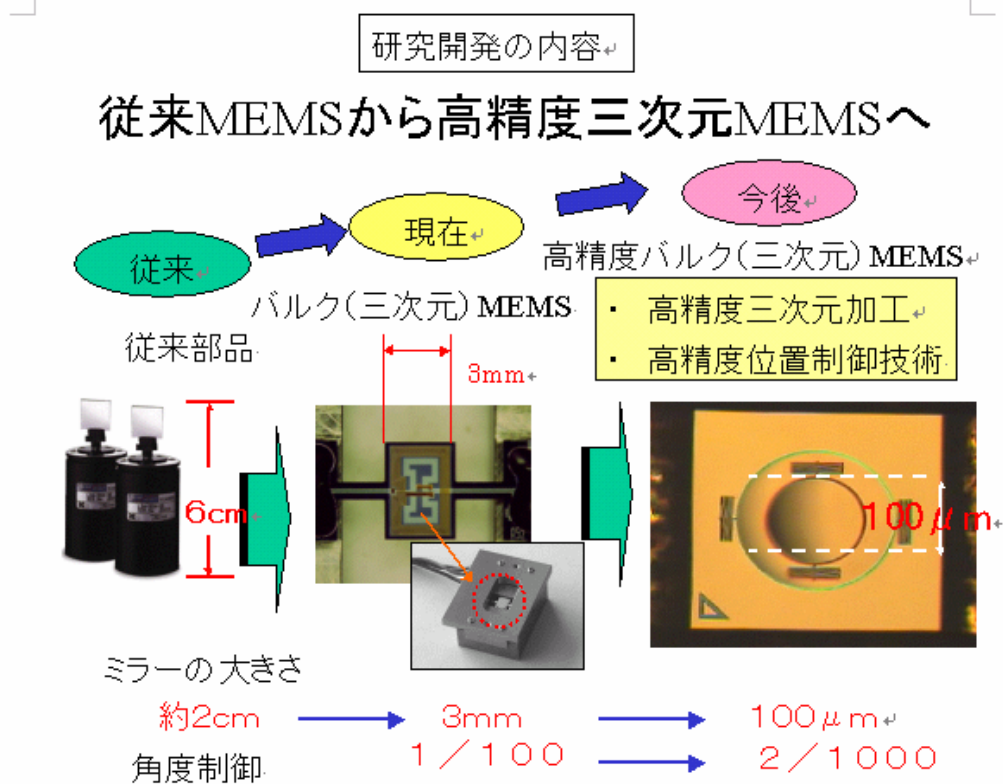 研究開発の内容
従来MEMSから高精度三次元MEMSへ
従来
現在
今後
従来部品
バルク(三次元)MEMS
高精度バルク(三次元)MEMS
・ 高精度三次元加工
・ 高精度位置制御技術
3mm
6cm
100μm
ミラーの大きさ
約2cm
3mm
100μm
角度制御
1/100
2/1000